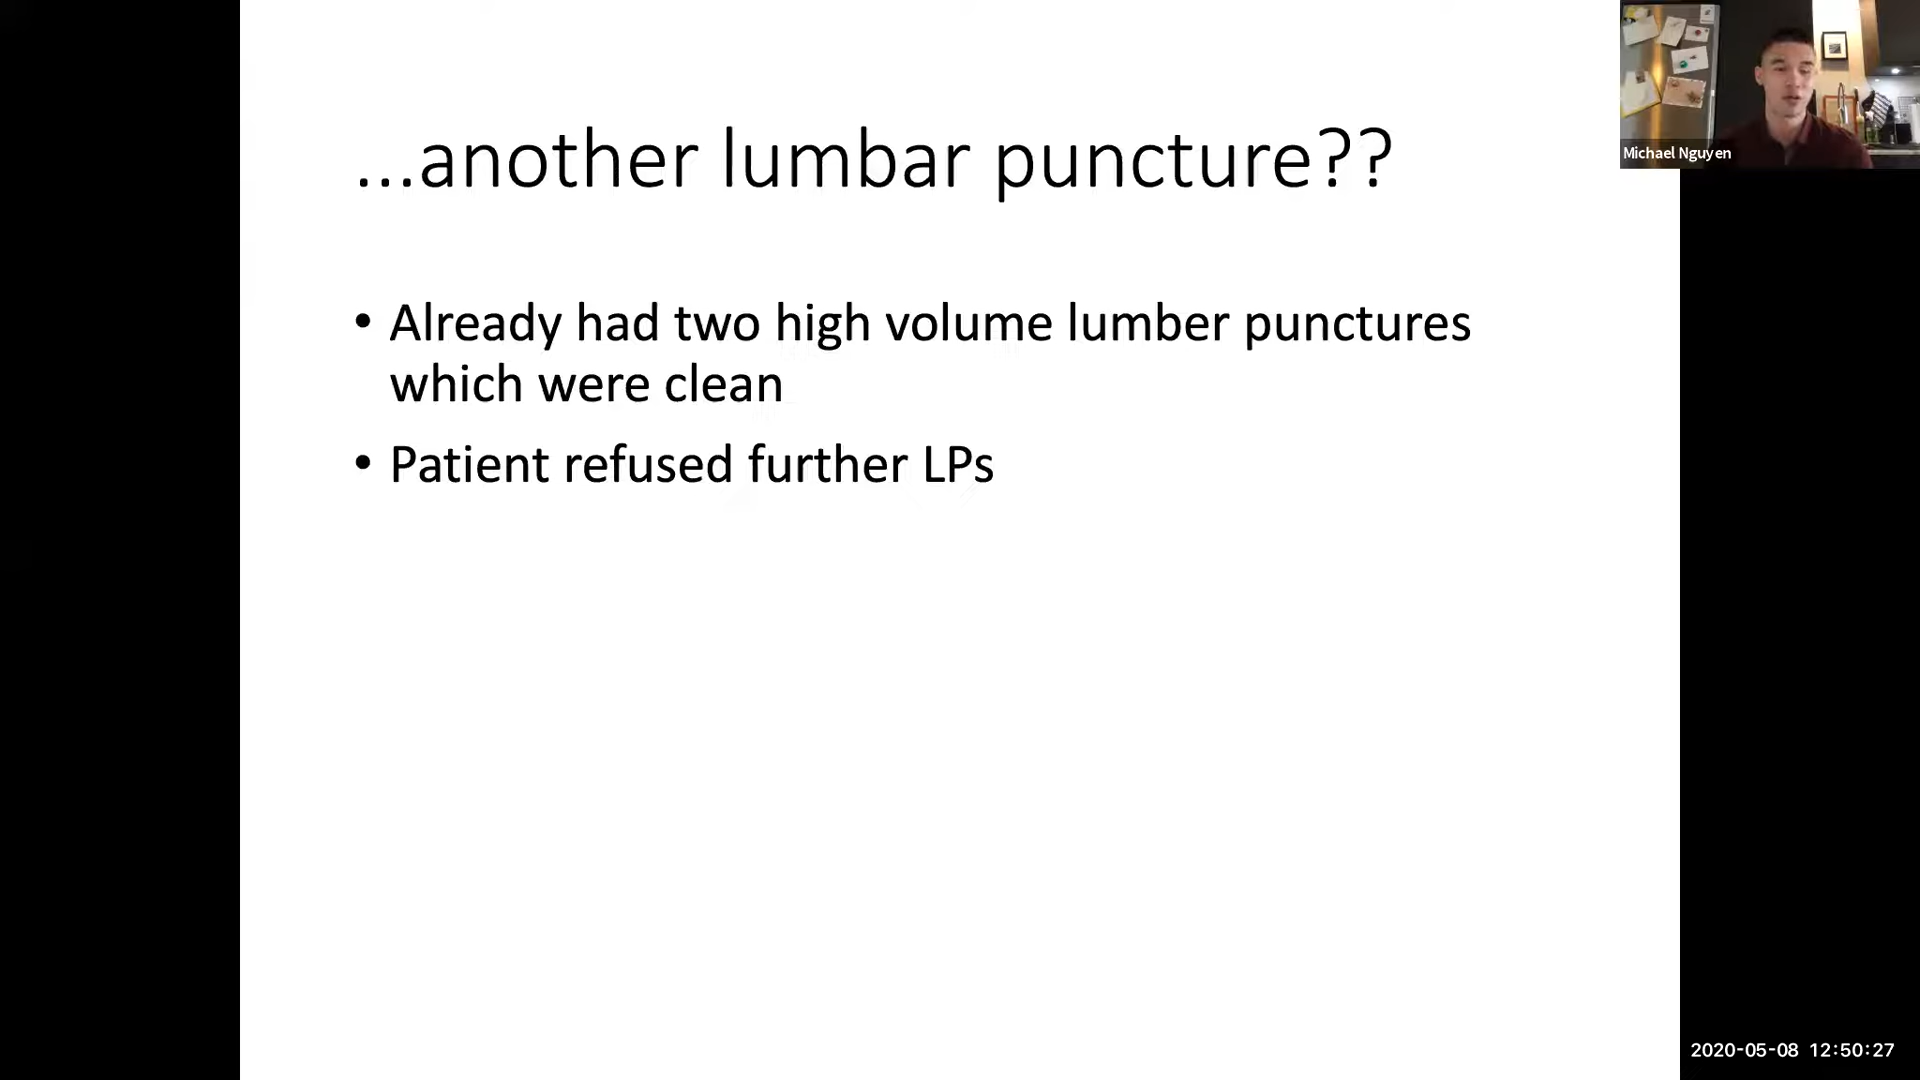 ...another lumbar puncture??
• Already had two high volume lumber punctures
which were clean
• Patient refused further LPs
Michael Nguyen
2020-05-08 12:50:27